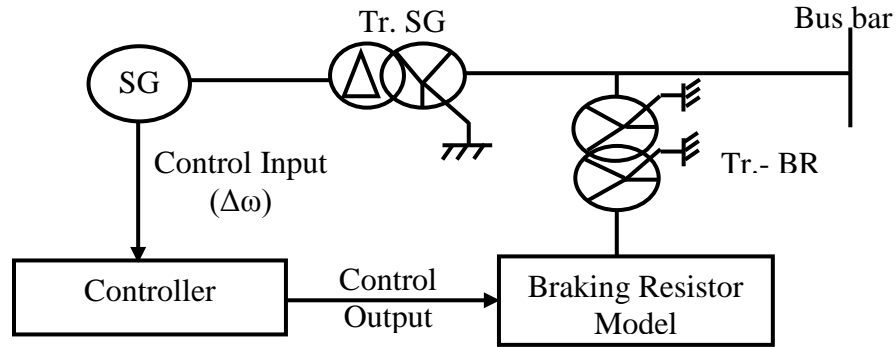 Bus bar
Tr. SG
SG
Δ
Control Input
(Δω)
Tr.- BR
Controller
Control
Output
Braking Resistor
Model